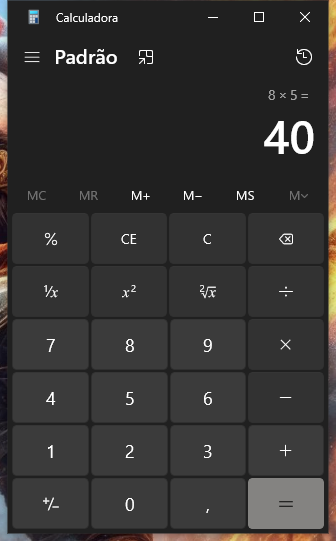 Calculadora
Padrão
8 × 5 =
40
MC MR M+ M− MS M
% CE C
¹⁄x x² ²√x ÷
7 8 9 ×
4 5 6 −
1 2 3 +
+/− 0 , =